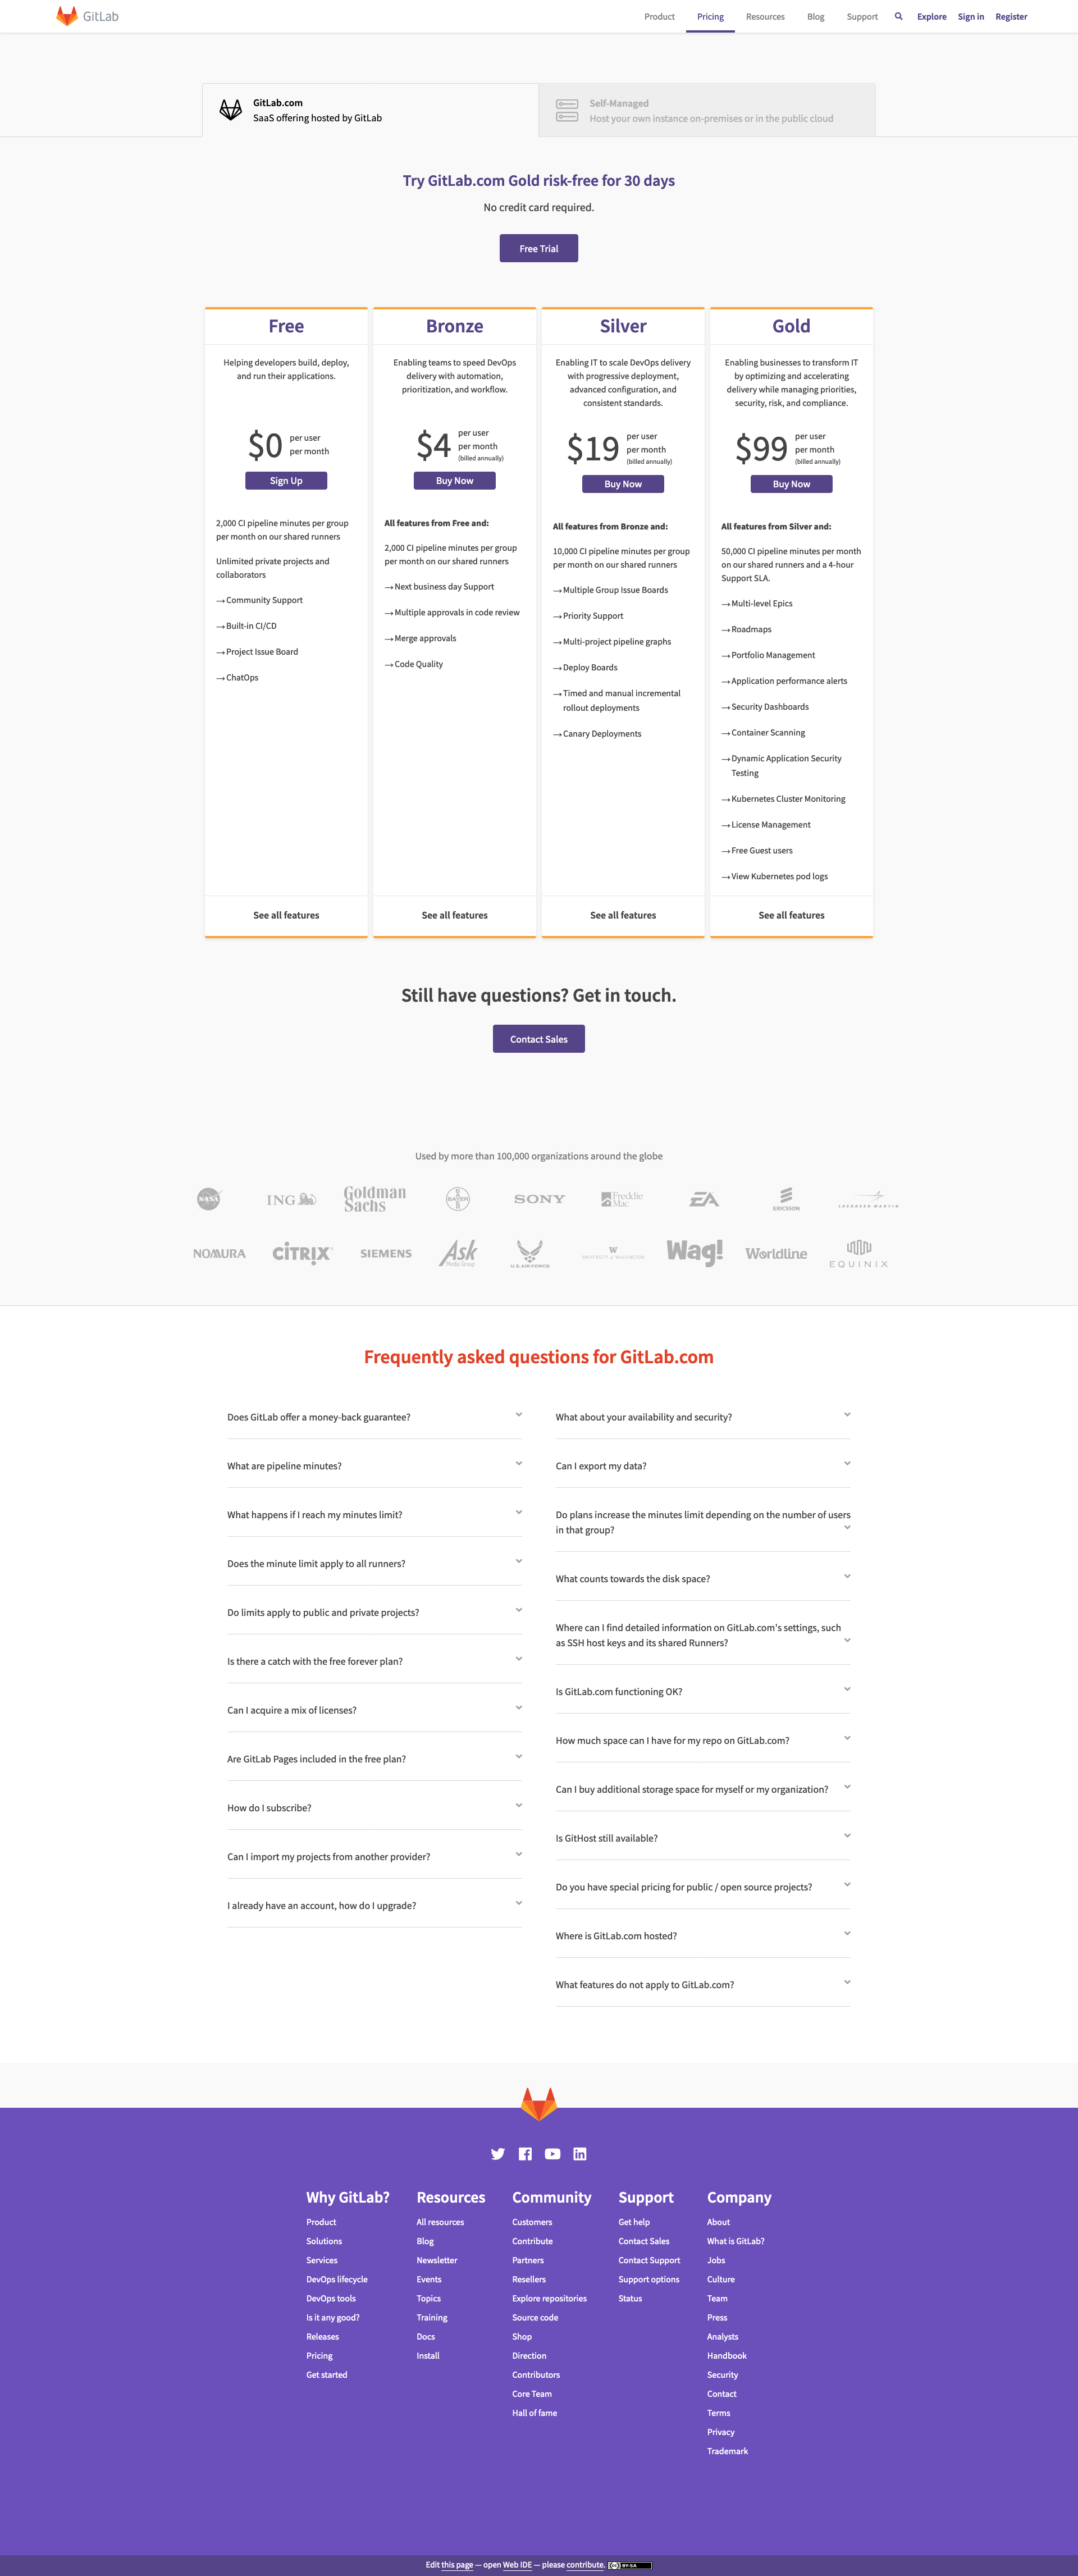 GitLab
Product Pricing Resources Blog Support Explore Sign in Register
GitLab.com
SaaS offering hosted by GitLab
Self-Managed
Host your own instance on-premises or in the public cloud
Try GitLab.com Gold risk-free for 30 days
No credit card required.
Free Trial
Free
Helping developers build, deploy,
and run their applications.
$0
per user
per month
Sign Up
2,000 CI pipeline minutes per group
per month on our shared runners
Unlimited private projects and
collaborators
→ Community Support
→ Built-in CI/CD
→ Project Issue Board
→ ChatOps
See all features
Bronze
Enabling teams to speed DevOps
delivery with automation,
prioritization, and workflow.
$4
per user
per month
(billed annually)
Buy Now
All features from Free and:
2,000 CI pipeline minutes per group
per month on our shared runners
→ Next business day Support
→ Multiple approvals in code review
→ Merge approvals
→ Code Quality
See all features
Silver
Enabling IT to scale DevOps delivery
with progressive deployment,
advanced configuration, and
consistent standards.
$19
per user
per month
(billed annually)
Buy Now
All features from Bronze and:
10,000 CI pipeline minutes per group
per month on our shared runners
→ Multiple Group Issue Boards
→ Priority Support
→ Multi-project pipeline graphs
→ Deploy Boards
→ Timed and manual incremental
rollout deployments
→ Canary Deployments
See all features
Gold
Enabling businesses to transform IT
by optimizing and accelerating
delivery while managing priorities,
security, risk, and compliance.
$99
per user
per month
(billed annually)
Buy Now
All features from Silver and:
50,000 CI pipeline minutes per month
on our shared runners and a 4-hour
Support SLA.
→ Multi-level Epics
→ Roadmaps
→ Portfolio Management
→ Application performance alerts
→ Security Dashboards
→ Container Scanning
→ Dynamic Application Security
Testing
→ Kubernetes Cluster Monitoring
→ License Management
→ Free Guest users
→ View Kubernetes pod logs
See all features
Still have questions? Get in touch.
Contact Sales
Used by more than 100,000 organizations around the globe
NASA
ING
Goldman
Sachs
BAYER
SONY
Freddie
Mac
EA
ERICSSON
LOCKHEED MARTIN
NOMURA
CITRIX
SIEMENS
Ask
Media Group
U.S. AIR FORCE
W
UNIVERSITY of WASHINGTON
Wag!
Worldline
EQUINIX
Frequently asked questions for GitLab.com
Does GitLab offer a money-back guarantee?
What are pipeline minutes?
What happens if I reach my minutes limit?
Does the minute limit apply to all runners?
Do limits apply to public and private projects?
Is there a catch with the free forever plan?
Can I acquire a mix of licenses?
Are GitLab Pages included in the free plan?
How do I subscribe?
Can I import my projects from another provider?
I already have an account, how do I upgrade?
What about your availability and security?
Can I export my data?
Do plans increase the minutes limit depending on the number of users
in that group?
What counts towards the disk space?
Where can I find detailed information on GitLab.com's settings, such
as SSH host keys and its shared Runners?
Is GitLab.com functioning OK?
How much space can I have for my repo on GitLab.com?
Can I buy additional storage space for myself or my organization?
Is GitHost still available?
Do you have special pricing for public / open source projects?
Where is GitLab.com hosted?
What features do not apply to GitLab.com?
Why GitLab?
Product
Solutions
Services
DevOps lifecycle
DevOps tools
Is it any good?
Releases
Pricing
Get started
Resources
All resources
Blog
Newsletter
Events
Topics
Training
Docs
Install
Community
Customers
Contribute
Partners
Resellers
Explore repositories
Source code
Shop
Direction
Contributors
Core Team
Hall of fame
Support
Get help
Contact Sales
Contact Support
Support options
Status
Company
About
What is GitLab?
Jobs
Culture
Team
Press
Analysts
Handbook
Security
Contact
Terms
Privacy
Trademark
Edit this page — open Web IDE — please contribute. cc BY-SA